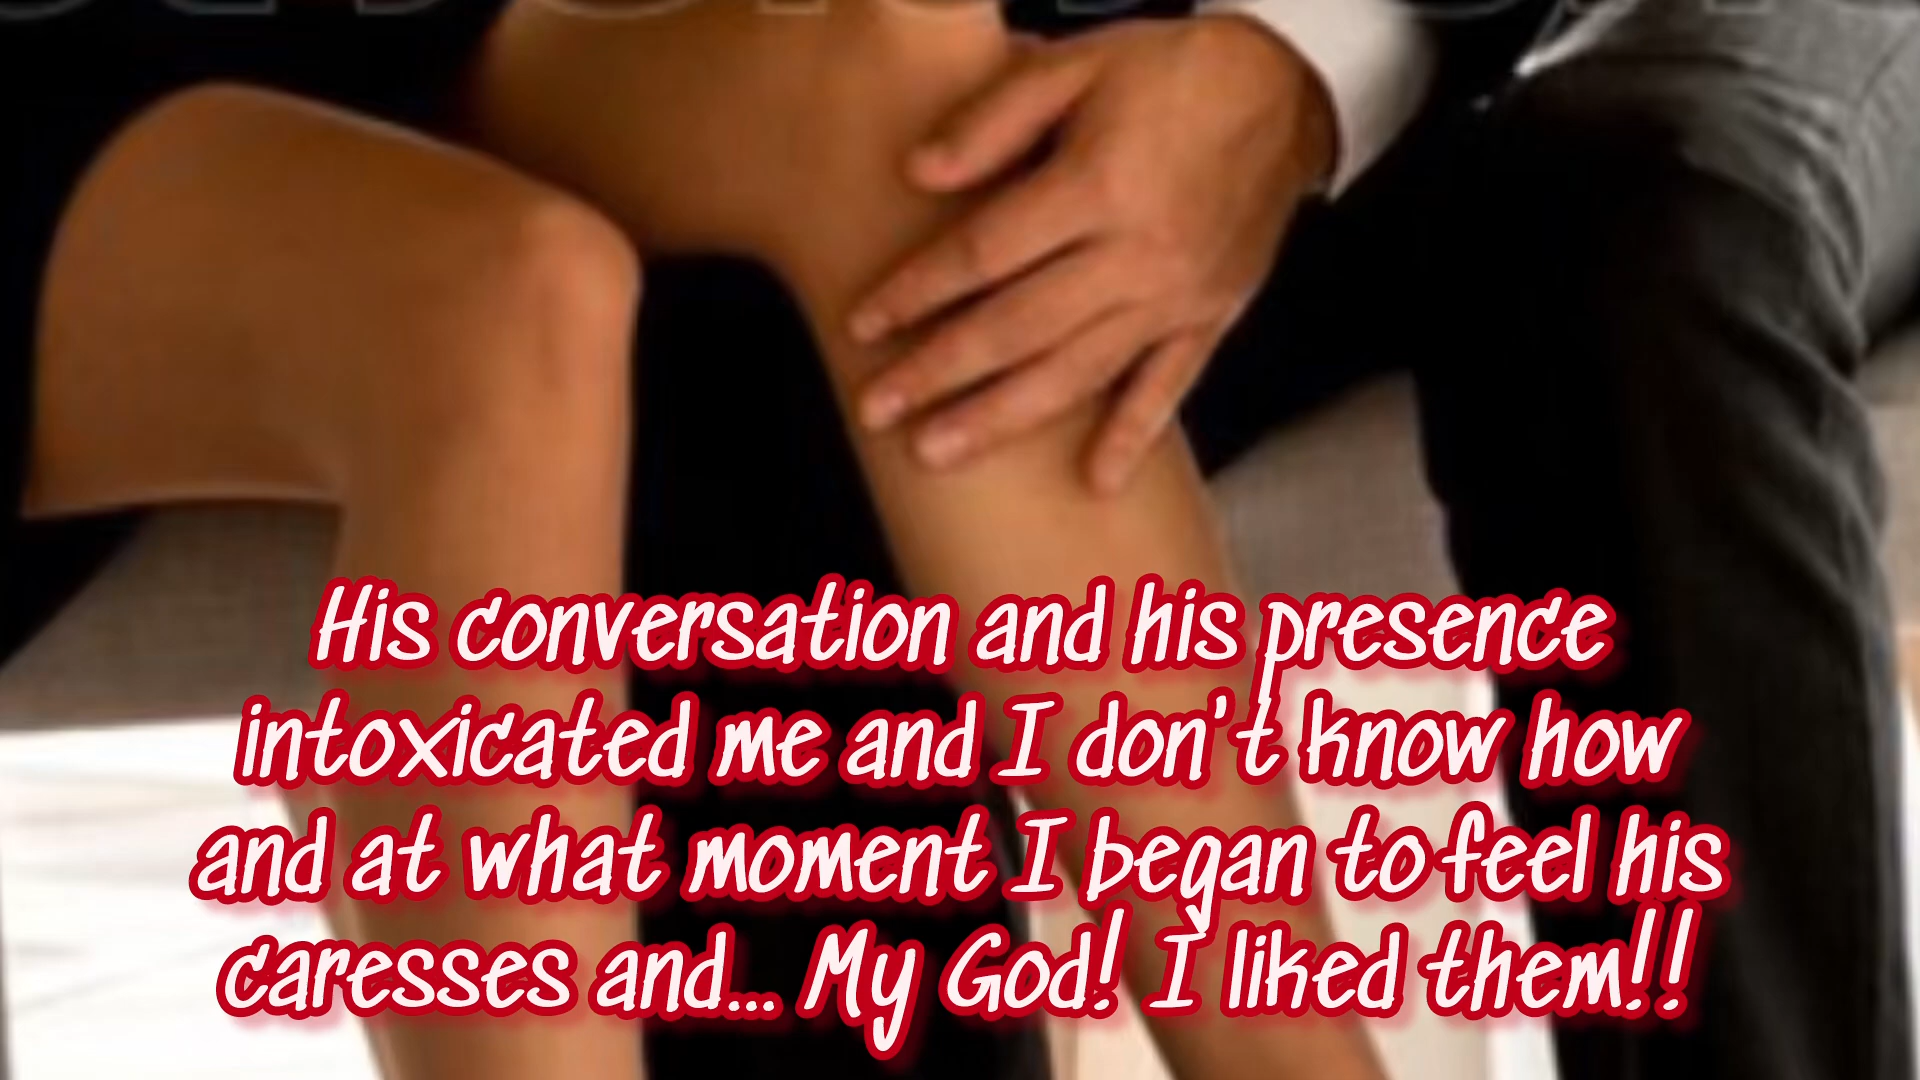 His conversation and his presence
intoxicated me and I don't know how
and at what moment I began to feel his
caresses and... My God! I liked them!!